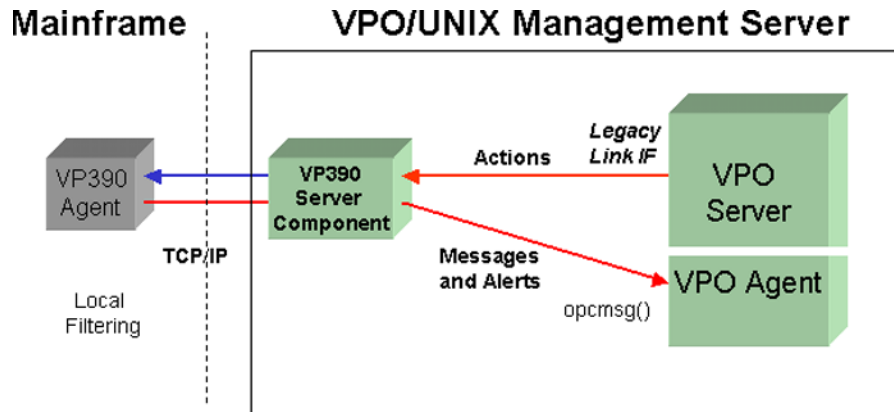 Mainframe
VPO/UNIX Management Server
VP390
Agent
Local
Filtering
TCP/IP
VP390
Server
Component
Actions
Legacy
Link IF
Messages
and Alerts
opcmsg()
VPO
Server
VPO Agent